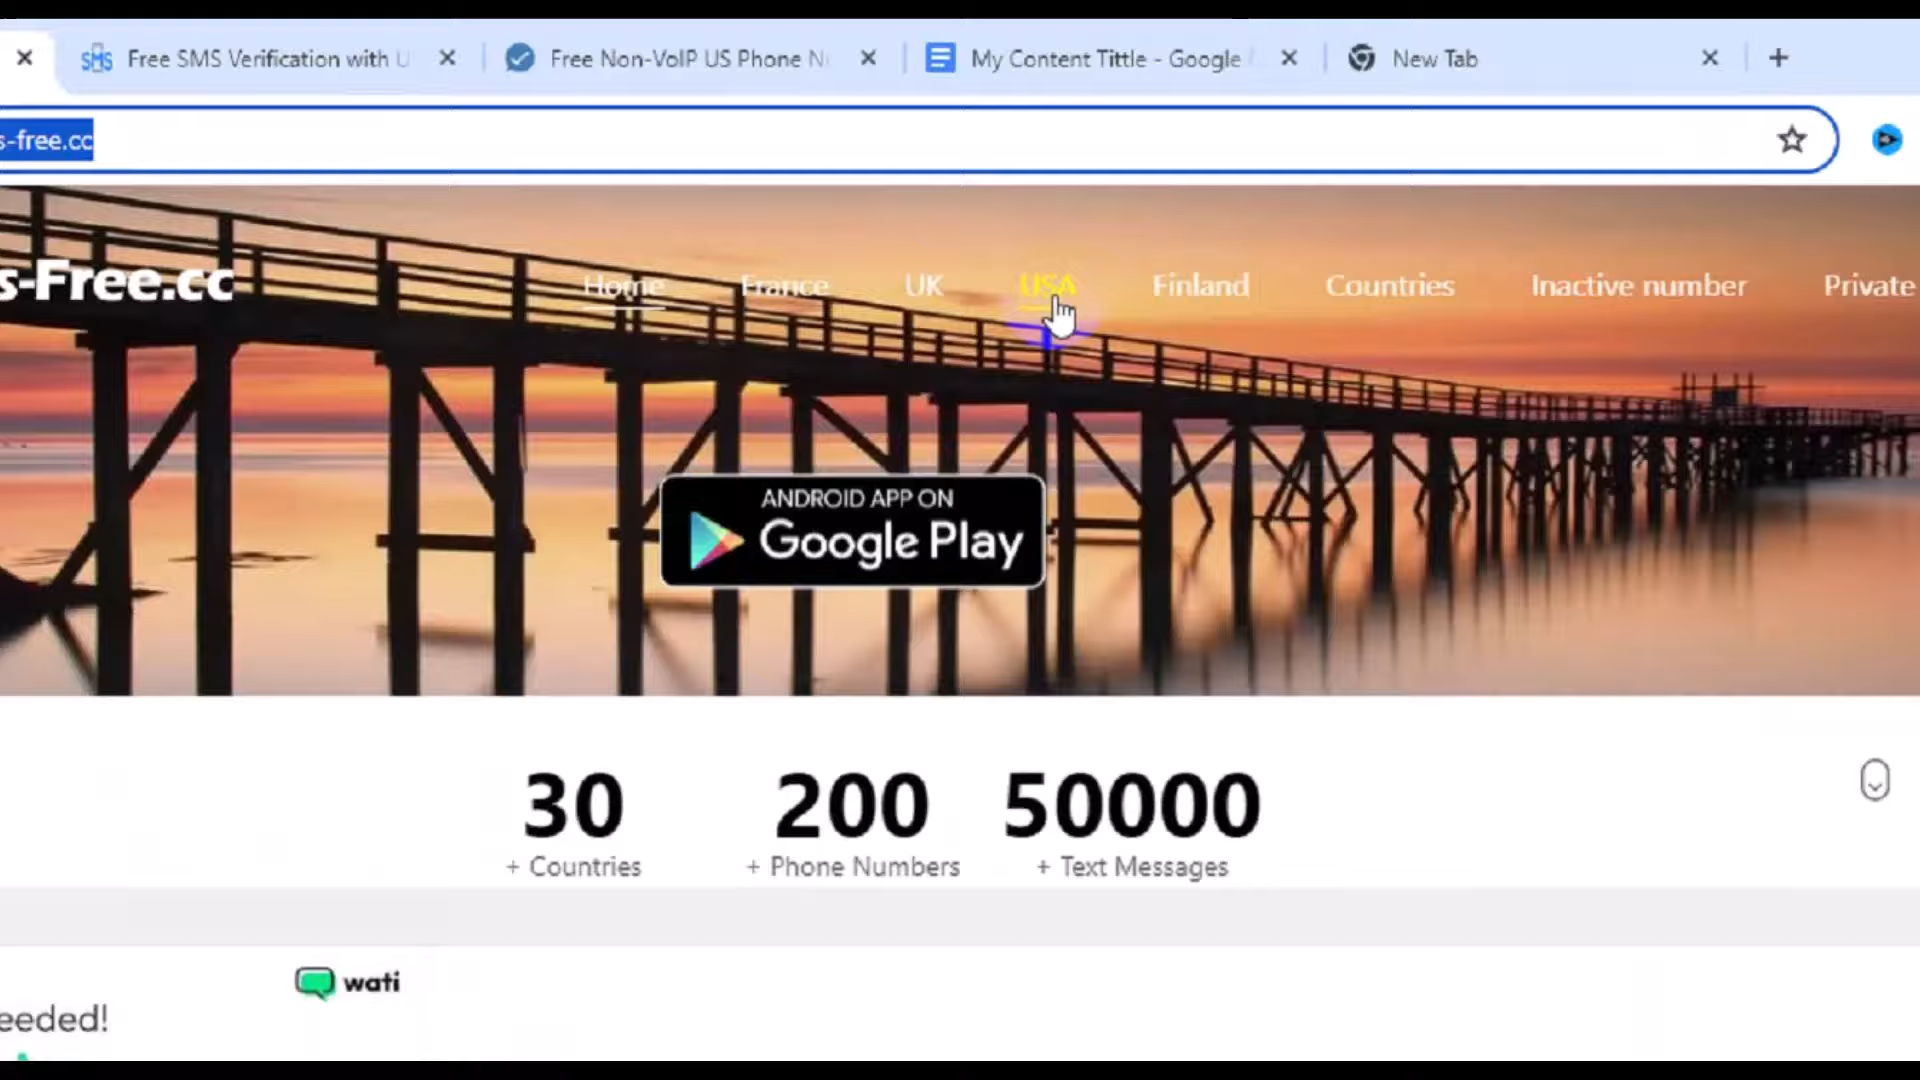 Free SMS Verification with U
Free Non-VoIP US Phone Nu
My Content Tittle - Google
New Tab
s-free.cc
s-Free.cc
Home
France
UK
USA
Finland
Countries
Inactive number
Private
ANDROID APP ON
Google Play
30
+ Countries
200
+ Phone Numbers
50000
+ Text Messages
wati
eeded!